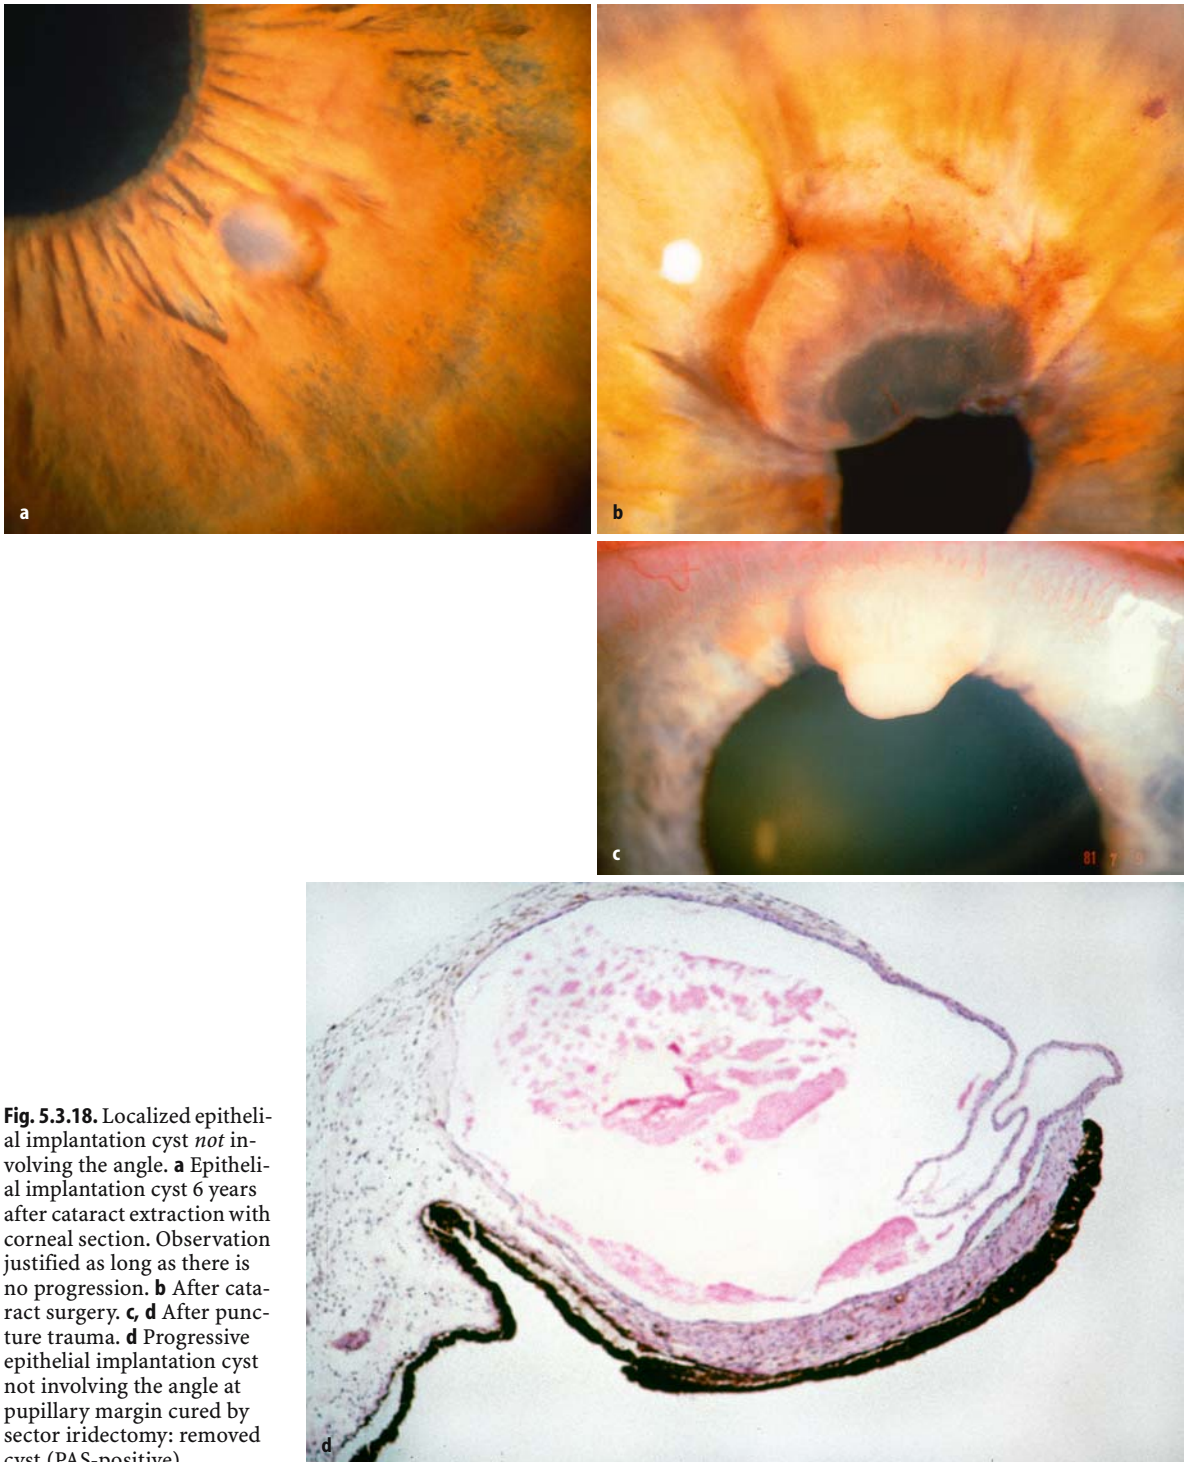 a
b
c
81 7 5
d
Fig. 5.3.18. Localized epitheli-
al implantation cyst not in-
volving the angle. a Epitheli-
al implantation cyst 6 years
after cataract extraction with
corneal section. Observation
justified as long as there is
no progression. b After cata-
ract surgery. c, d After punc-
ture trauma. d Progressive
epithelial implantation cyst
not involving the angle at
pupillary margin cured by
sector iridectomy: removed
cyst (PAS-positive)